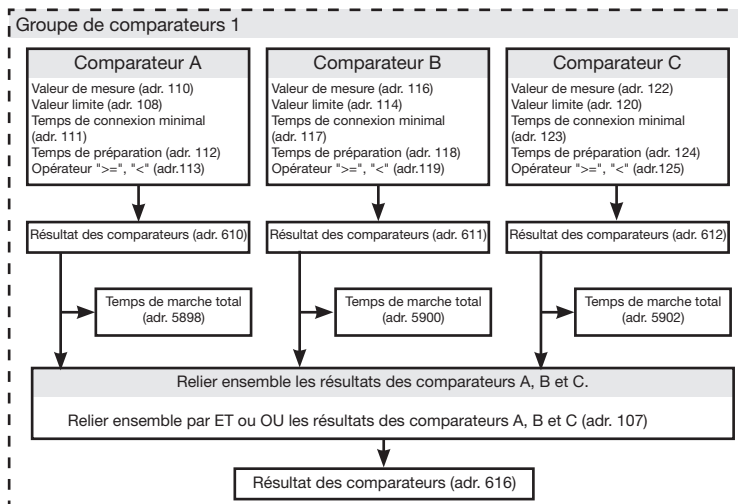 Groupe de comparateurs 1
Comparateur A
Valeur de mesure (adr. 110)
Valeur limite (adr. 108)
Temps de connexion minimal
(adr. 111)
Temps de préparation (adr. 112)
Opérateur ">=", "<" (adr.113)
Comparateur B
Valeur de mesure (adr. 116)
Valeur limite (adr. 114)
Temps de connexion minimal
(adr. 117)
Temps de préparation (adr. 118)
Opérateur ">=", "<" (adr.119)
Comparateur C
Valeur de mesure (adr. 122)
Valeur limite (adr. 120)
Temps de connexion minimal
(adr. 123)
Temps de préparation (adr. 124)
Opérateur ">=", "<" (adr.125)
Résultat des comparateurs (adr. 610)
Résultat des comparateurs (adr. 611)
Résultat des comparateurs (adr. 612)
Temps de marche total
(adr. 5898)
Temps de marche total
(adr. 5900)
Temps de marche total
(adr. 5902)
Relier ensemble les résultats des comparateurs A, B et C.
Relier ensemble par ET ou OU les résultats des comparateurs A, B et C (adr. 107)
Résultat des comparateurs (adr. 616)